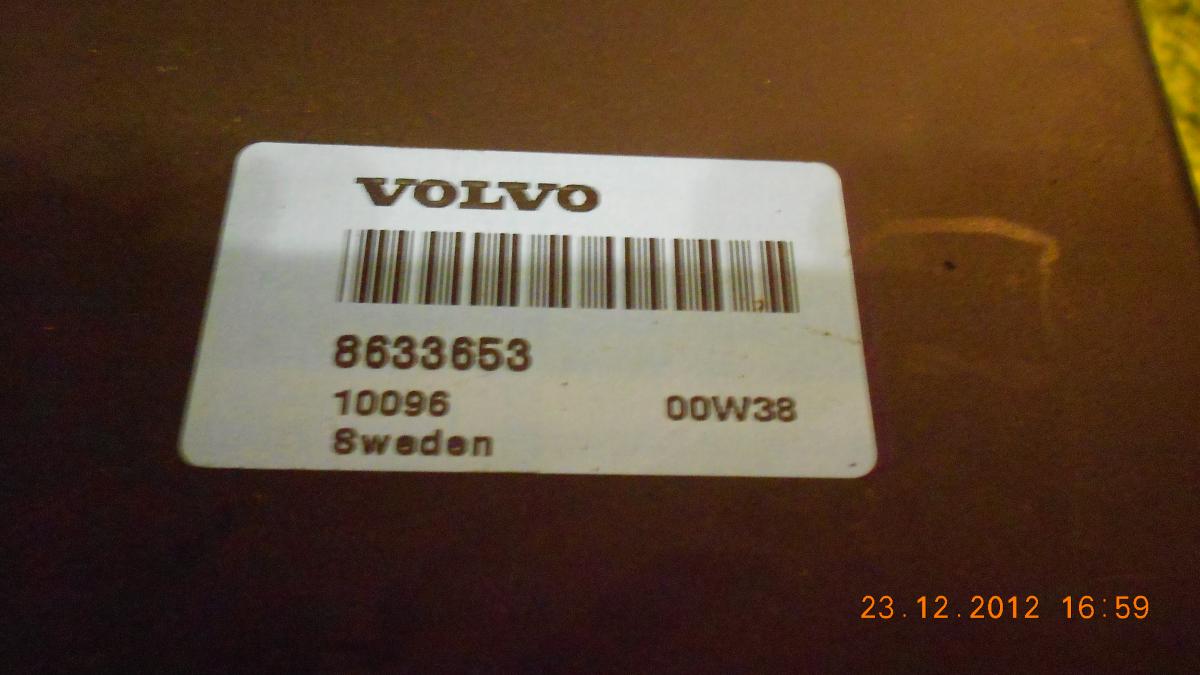 VOLVO
8633653
10096 00W38
Sweden
23.12.2012 16:59